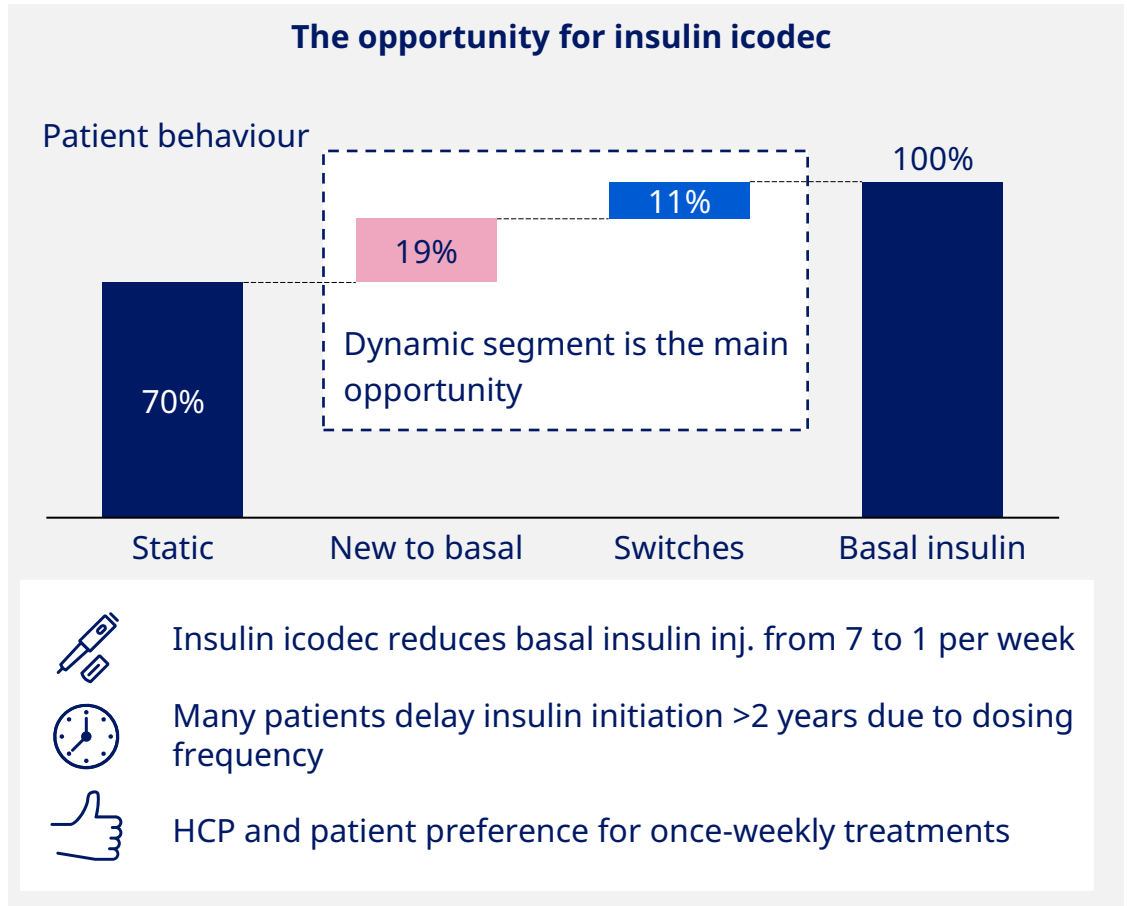 The opportunity for insulin icodec
Patient behaviour
100%
11%
19%
Dynamic segment is the main
opportunity
70%
Static
New to basal
Switches
Basal insulin
Insulin icodec reduces basal insulin inj. from 7 to 1 per week
Many patients delay insulin initiation >2 years due to dosing
frequency
HCP and patient preference for once-weekly treatments